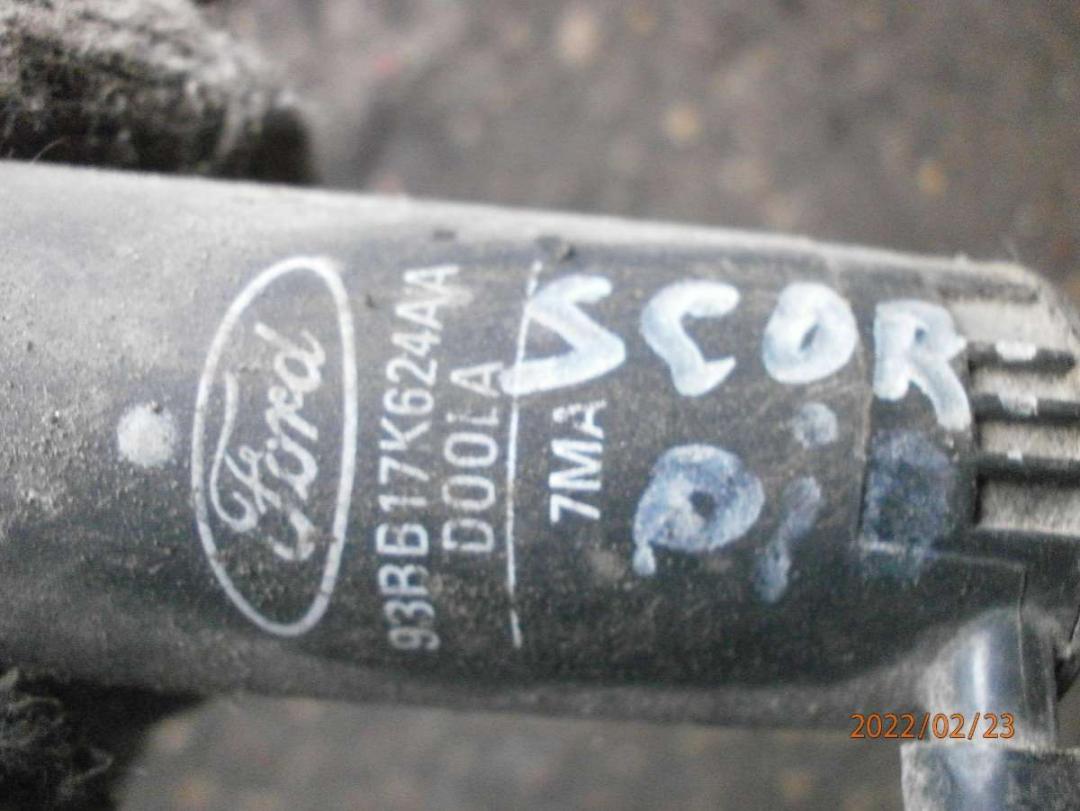 Ford
93BB17K624AA
D00LA
7MA
SCOR
2022/02/23